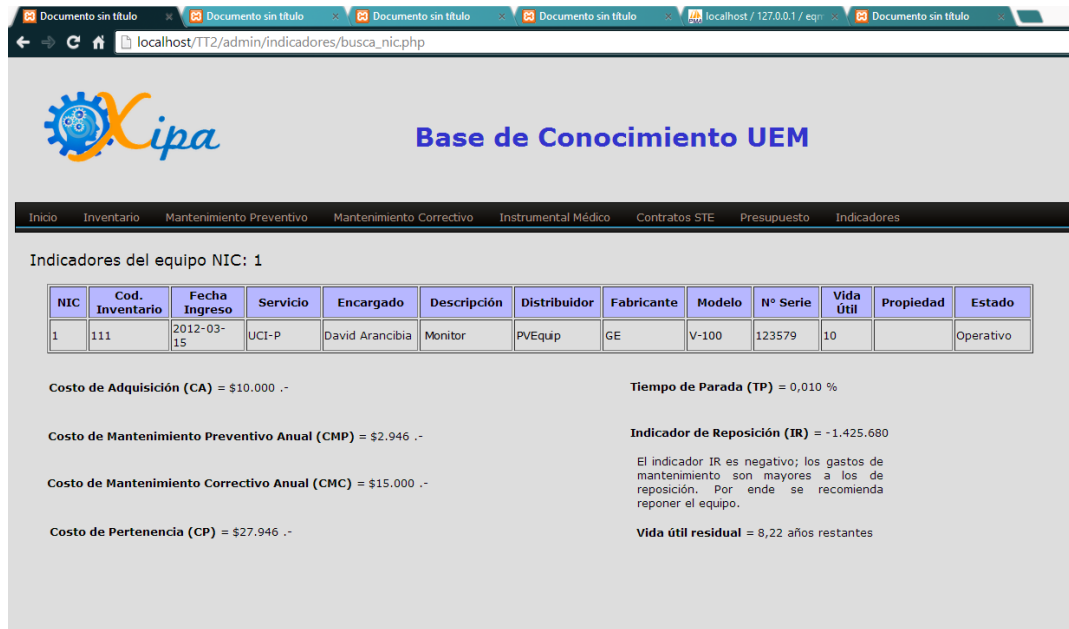 Documento sin título
Documento sin título
Documento sin título
Documento sin título
localhost / 127.0.0.1 / eqm
Documento sin título
localhost/TT2/admin/indicadores/busca_nic.php
Xipa
Base de Conocimiento UEM
Inicio Inventario Mantenimiento Preventivo Mantenimiento Correctivo Instrumental Médico Contratos STE Presupuesto Indicadores
Indicadores del equipo NIC: 1
NIC Cod. Inventario Fecha Ingreso Servicio Encargado Descripción Distribuidor Fabricante Modelo Nº Serie Vida Útil Propiedad Estado
1 111 2012-03-15 UCI-P David Arancibia Monitor PVEquip GE V-100 123579 10 Operativo
Costo de Adquisición (CA) = $10.000 .-
Costo de Mantenimiento Preventivo Anual (CMP) = $2.946 .-
Costo de Mantenimiento Correctivo Anual (CMC) = $15.000 .-
Costo de Pertenencia (CP) = $27.946 .-
Tiempo de Parada (TP) = 0,010 %
Indicador de Reposición (IR) = -1.425.680
El indicador IR es negativo; los gastos de
mantenimiento son mayores a los de
reposición. Por ende se recomienda
reponer el equipo.
Vida útil residual = 8,22 años restantes